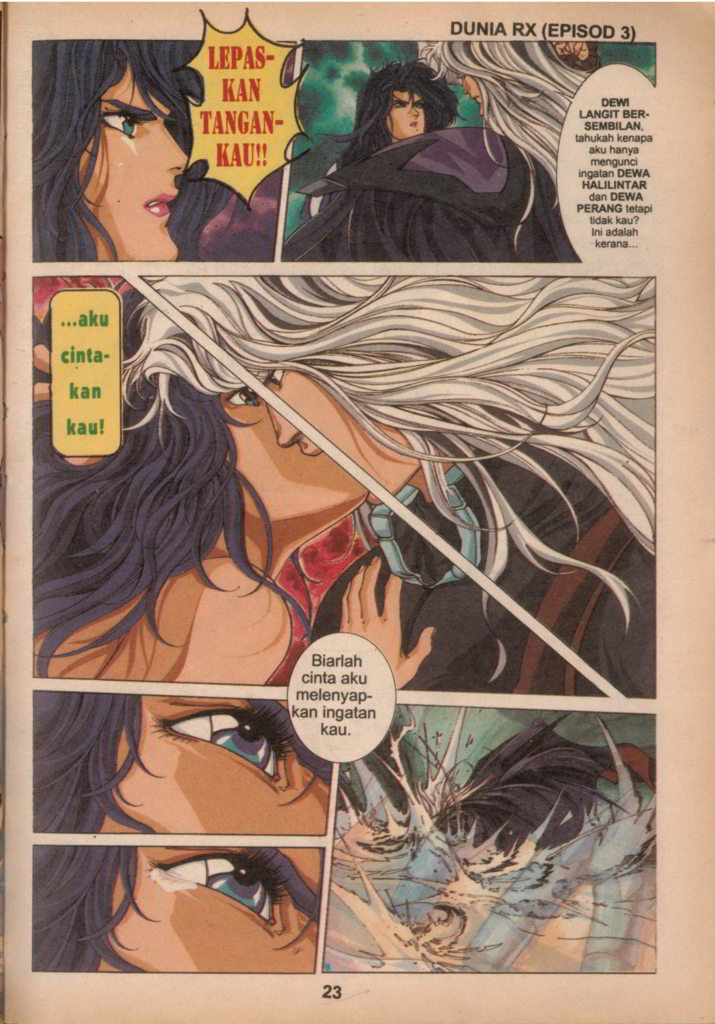 DUNIA RX (EPISOD 3)
LEPAS-
KAN
TANGAN-
KAU!!
DEWI
LANGIT BER-
SEMBILAN,
tahukah kenapa
aku hanya
mengunci
ingatan DEWA
HALILINTAR
dan DEWA
PERANG tetapi
tidak kau?
Ini adalah
kerana...
...aku
cinta-
kan
kau!
Biarlah
cinta aku
melenyap-
kan ingatan
kau.
23